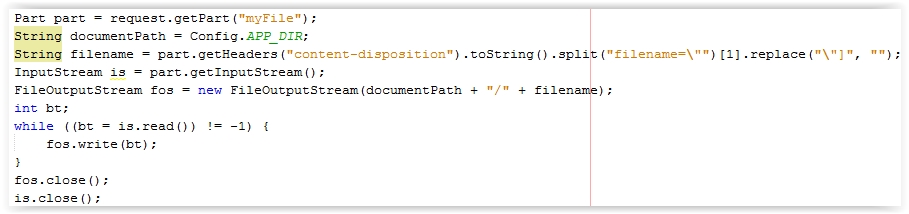 Part part = request.getPart("myFile");
String documentPath = Config.APP_DIR;
String filename = part.getHeaders("content-disposition").toString().split("filename=\"")[1].replace("\"]", "");
InputStream is = part.getInputStream();
FileOutputStream fos = new FileOutputStream(documentPath + "/" + filename);
int bt;
while ((bt = is.read()) != -1) {
    fos.write(bt);
}
fos.close();
is.close();